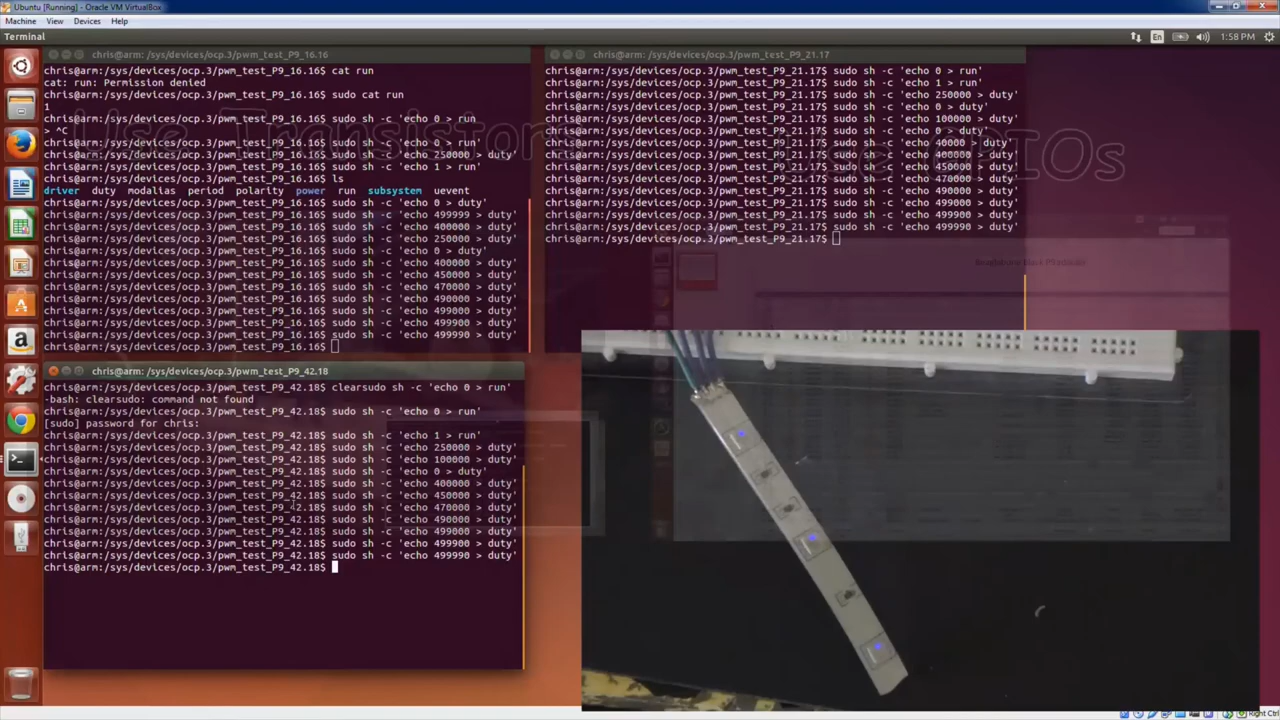 Ubuntu [Running] - Oracle VM VirtualBox
Machine View Devices Help
Terminal
En
1:58 PM
chris@arm: /sys/devices/ocp.3/pwm_test_P9_16.16
chris@arm:/sys/devices/ocp.3/pwm_test_P9_16.16$ cat run
cat: run: Permission denied
chris@arm:/sys/devices/ocp.3/pwm_test_P9_16.16$ sudo cat run
1
chris@arm:/sys/devices/ocp.3/pwm_test_P9_16.16$ sudo sh -c 'echo 0 > run
> ^C
chris@arm:/sys/devices/ocp.3/pwm_test_P9_16.16$ sudo sh -c 'echo 0 > run'
chris@arm:/sys/devices/ocp.3/pwm_test_P9_16.16$ sudo sh -c 'echo 250000 > duty'
chris@arm:/sys/devices/ocp.3/pwm_test_P9_16.16$ sudo sh -c 'echo 1 > run'
chris@arm:/sys/devices/ocp.3/pwm_test_P9_16.16$ ls
driver duty modalias period polarity power run subsystem uevent
chris@arm:/sys/devices/ocp.3/pwm_test_P9_16.16$ sudo sh -c 'echo 0 > duty'
chris@arm:/sys/devices/ocp.3/pwm_test_P9_16.16$ sudo sh -c 'echo 499999 > duty'
chris@arm:/sys/devices/ocp.3/pwm_test_P9_16.16$ sudo sh -c 'echo 400000 > duty'
chris@arm:/sys/devices/ocp.3/pwm_test_P9_16.16$ sudo sh -c 'echo 250000 > duty'
chris@arm:/sys/devices/ocp.3/pwm_test_P9_16.16$ sudo sh -c 'echo 0 > duty'
chris@arm:/sys/devices/ocp.3/pwm_test_P9_16.16$ sudo sh -c 'echo 400000 > duty'
chris@arm:/sys/devices/ocp.3/pwm_test_P9_16.16$ sudo sh -c 'echo 450000 > duty'
chris@arm:/sys/devices/ocp.3/pwm_test_P9_16.16$ sudo sh -c 'echo 470000 > duty'
chris@arm:/sys/devices/ocp.3/pwm_test_P9_16.16$ sudo sh -c 'echo 490000 > duty'
chris@arm:/sys/devices/ocp.3/pwm_test_P9_16.16$ sudo sh -c 'echo 499000 > duty'
chris@arm:/sys/devices/ocp.3/pwm_test_P9_16.16$ sudo sh -c 'echo 499900 > duty'
chris@arm:/sys/devices/ocp.3/pwm_test_P9_16.16$ sudo sh -c 'echo 499990 > duty'
chris@arm:/sys/devices/ocp.3/pwm_test_P9_16.16$
chris@arm: /sys/devices/ocp.3/pwm_test_P9_21.17
chris@arm:/sys/devices/ocp.3/pwm_test_P9_21.17$ sudo sh -c 'echo 0 > run'
chris@arm:/sys/devices/ocp.3/pwm_test_P9_21.17$ sudo sh -c 'echo 1 > run'
chris@arm:/sys/devices/ocp.3/pwm_test_P9_21.17$ sudo sh -c 'echo 250000 > duty'
chris@arm:/sys/devices/ocp.3/pwm_test_P9_21.17$ sudo sh -c 'echo 0 > duty'
chris@arm:/sys/devices/ocp.3/pwm_test_P9_21.17$ sudo sh -c 'echo 100000 > duty'
chris@arm:/sys/devices/ocp.3/pwm_test_P9_21.17$ sudo sh -c 'echo 0 > duty'
chris@arm:/sys/devices/ocp.3/pwm_test_P9_21.17$ sudo sh -c 'echo 40000 > duty'
chris@arm:/sys/devices/ocp.3/pwm_test_P9_21.17$ sudo sh -c 'echo 400000 > duty'
chris@arm:/sys/devices/ocp.3/pwm_test_P9_21.17$ sudo sh -c 'echo 450000 > duty'
chris@arm:/sys/devices/ocp.3/pwm_test_P9_21.17$ sudo sh -c 'echo 470000 > duty'
chris@arm:/sys/devices/ocp.3/pwm_test_P9_21.17$ sudo sh -c 'echo 490000 > duty'
chris@arm:/sys/devices/ocp.3/pwm_test_P9_21.17$ sudo sh -c 'echo 499000 > duty'
chris@arm:/sys/devices/ocp.3/pwm_test_P9_21.17$ sudo sh -c 'echo 499900 > duty'
chris@arm:/sys/devices/ocp.3/pwm_test_P9_21.17$ sudo sh -c 'echo 499990 > duty'
chris@arm:/sys/devices/ocp.3/pwm_test_P9_21.17$
Use Transistors
Use GPIOs
chris@arm: /sys/devices/ocp.3/pwm_test_P9_42.18
chris@arm:/sys/devices/ocp.3/pwm_test_P9_42.18$ clearsudo sh -c 'echo 0 > run'
-bash: clearsudo: command not found
chris@arm:/sys/devices/ocp.3/pwm_test_P9_42.18$ sudo sh -c 'echo 0 > run'
[sudo] password for chris:
chris@arm:/sys/devices/ocp.3/pwm_test_P9_42.18$ sudo sh -c 'echo 1 > run'
chris@arm:/sys/devices/ocp.3/pwm_test_P9_42.18$ sudo sh -c 'echo 250000 > duty'
chris@arm:/sys/devices/ocp.3/pwm_test_P9_42.18$ sudo sh -c 'echo 100000 > duty'
chris@arm:/sys/devices/ocp.3/pwm_test_P9_42.18$ sudo sh -c 'echo 0 > duty'
chris@arm:/sys/devices/ocp.3/pwm_test_P9_42.18$ sudo sh -c 'echo 400000 > duty'
chris@arm:/sys/devices/ocp.3/pwm_test_P9_42.18$ sudo sh -c 'echo 450000 > duty'
chris@arm:/sys/devices/ocp.3/pwm_test_P9_42.18$ sudo sh -c 'echo 470000 > duty'
chris@arm:/sys/devices/ocp.3/pwm_test_P9_42.18$ sudo sh -c 'echo 490000 > duty'
chris@arm:/sys/devices/ocp.3/pwm_test_P9_42.18$ sudo sh -c 'echo 499000 > duty'
chris@arm:/sys/devices/ocp.3/pwm_test_P9_42.18$ sudo sh -c 'echo 499900 > duty'
chris@arm:/sys/devices/ocp.3/pwm_test_P9_42.18$ sudo sh -c 'echo 499990 > duty'
chris@arm:/sys/devices/ocp.3/pwm_test_P9_42.18$
Right Ctrl